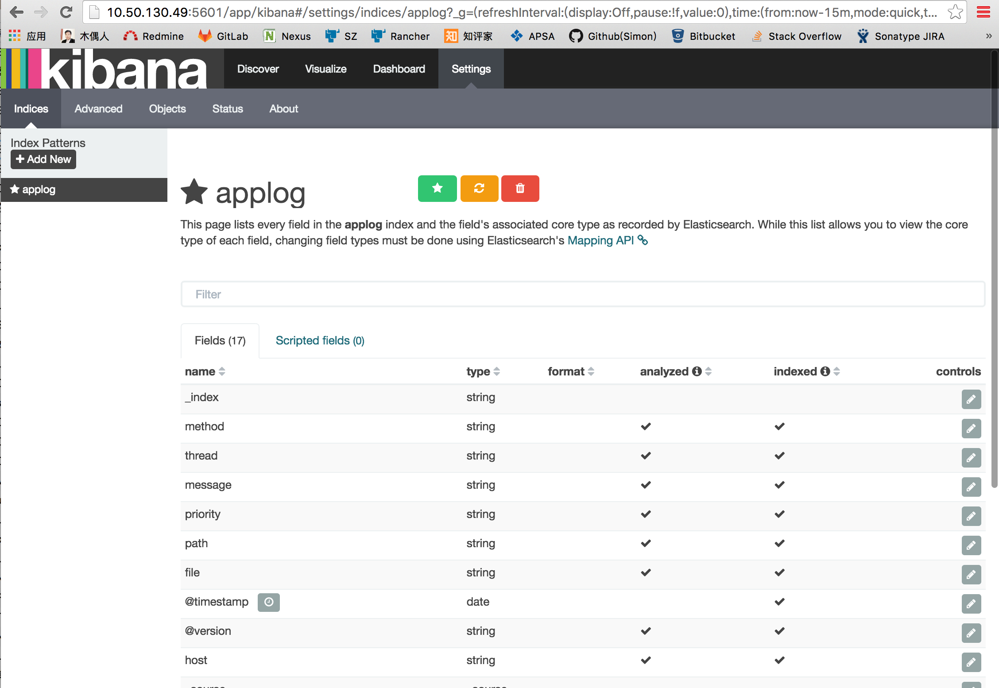 10.50.130.49:5601/app/kibana#/settings/indices/applog?_g=(refreshInterval:(display:Off,pause:!f,value:0),time:(from:now-15m,mode:quick,t...
应用 木偶人 Redmine GitLab Nexus SZ Rancher 知评家 APSA Github(Simon) Bitbucket Stack Overflow Sonatype JIRA »
kibana Discover Visualize Dashboard Settings
Indices Advanced Objects Status About
Index Patterns
+ Add New
applog
applog
This page lists every field in the applog index and the field's associated core type as recorded by Elasticsearch. While this list allows you to view the core
type of each field, changing field types must be done using Elasticsearch's Mapping API
Filter
Fields (17) Scripted fields (0)
name type format analyzed indexed controls
_index string
method string
thread string
message string
priority string
path string
file string
@timestamp date
@version string
host string